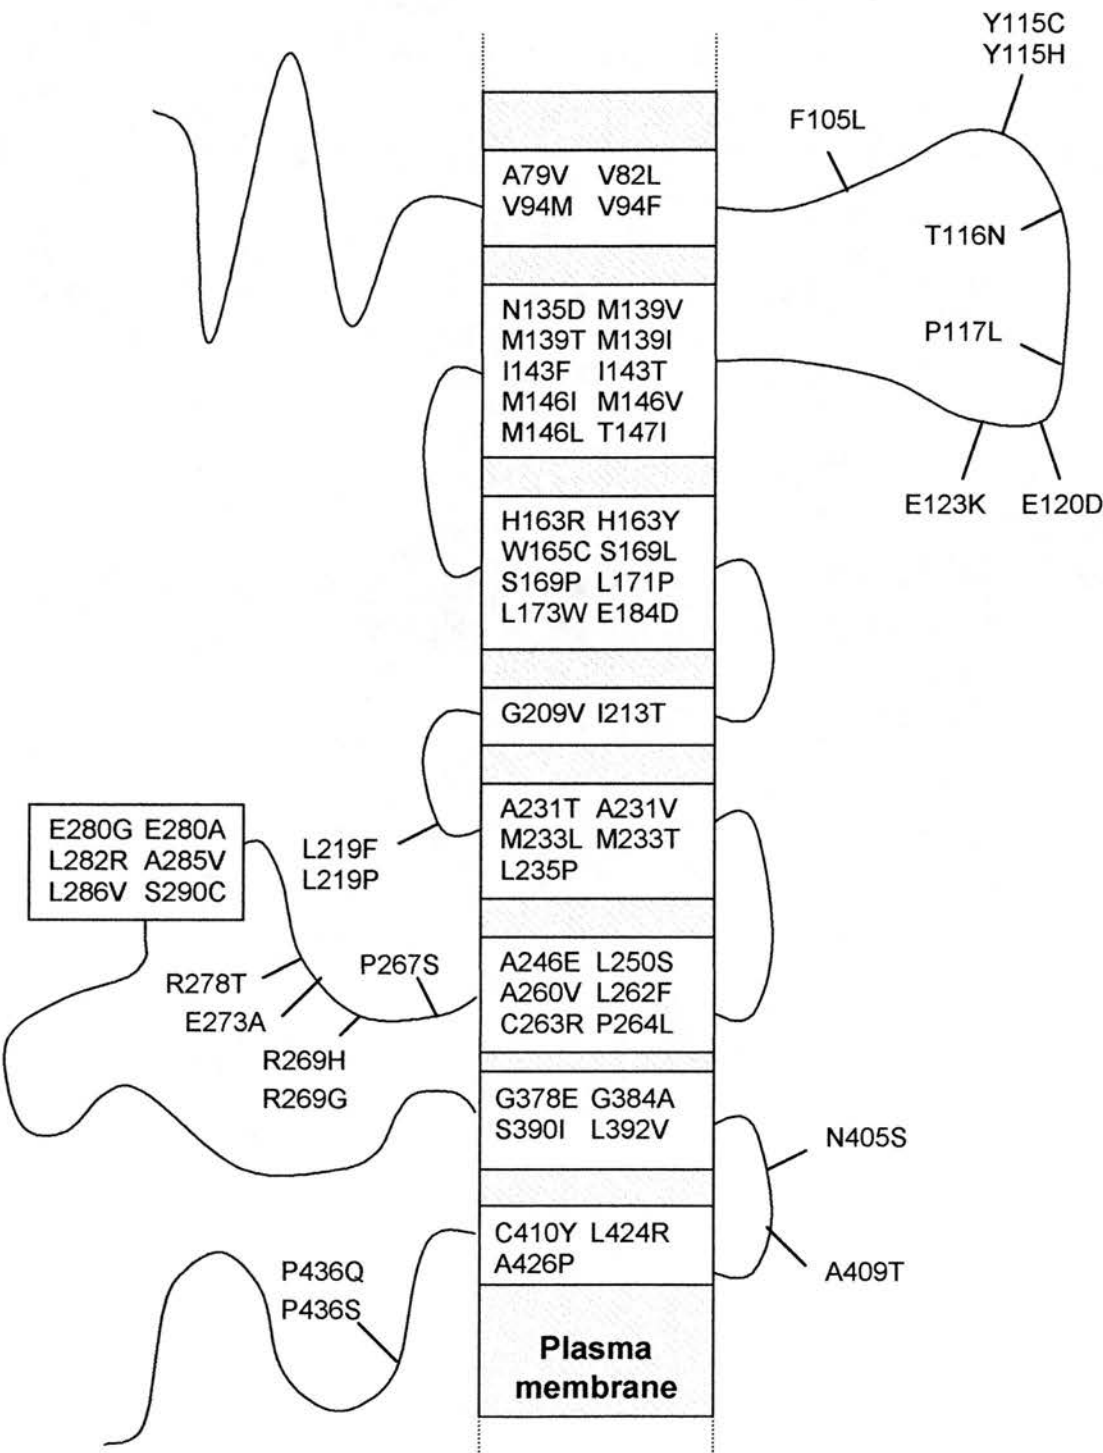 Y115C
Y115H
F105L
T116N
P117L
E123K E120D
A79V V82L
V94M V94F
N135D M139V
M139T M139I
I143F I143T
M146I M146V
M146L T147I
H163R H163Y
W165C S169L
S169P L171P
L173W E184D
G209V I213T
A231T A231V
M233L M233T
L235P
L219F
L219P
E280G E280A
L282R A285V
L286V S290C
A246E L250S
A260V L262F
C263R P264L
P267S
R278T
E273A
R269H
R269G
G378E G384A
S390I L392V
N405S
A409T
C410Y L424R
A426P
P436Q
P436S
Plasma
membrane